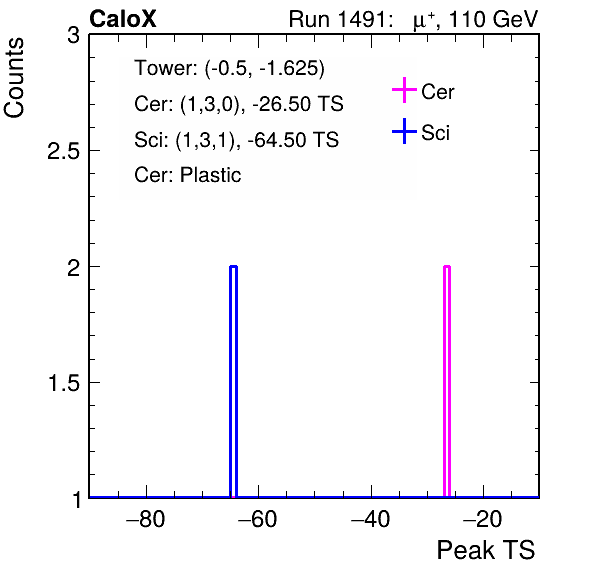 CaloX Run 1491: μ⁺, 110 GeV
Counts
Tower: (-0.5, -1.625)
Cer: (1,3,0), -26.50 TS
Sci: (1,3,1), -64.50 TS
Cer: Plastic
Cer
Sci
3
2.5
2
1.5
1
−80 −60 −40 −20
Peak TS